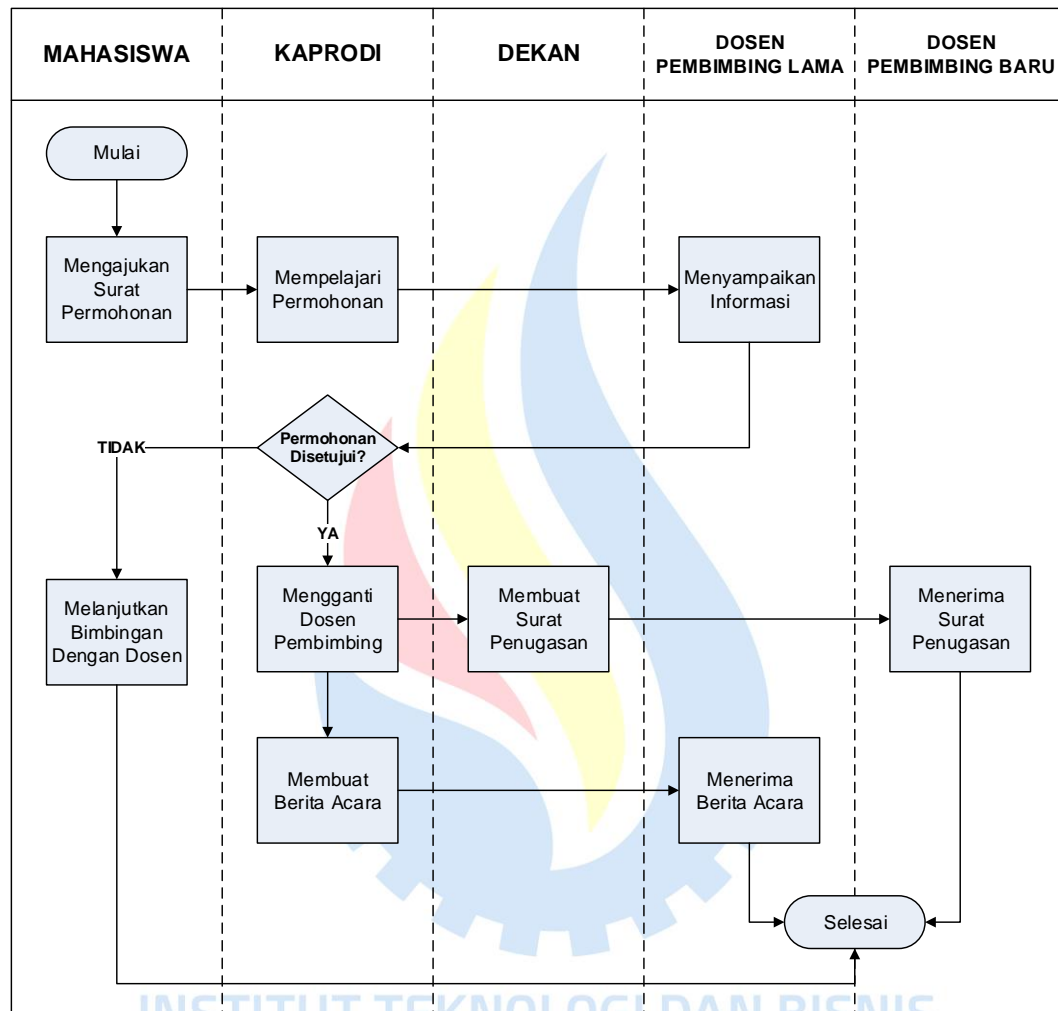 MAHASISWA
KAPRODI
DEKAN
DOSEN
PEMBIMBING LAMA
DOSEN
PEMBIMBING BARU
Mulai
Mengajukan
Surat
Permohonan
Mempelajari
Permohonan
Menyampaikan
Informasi
Permohonan
Disetujui?
TIDAK
YA
Melanjutkan
Bimbingan
Dengan Dosen
Mengganti
Dosen
Pembimbing
Membuat
Surat
Penugasan
Menerima
Surat
Penugasan
Membuat
Berita Acara
Menerima
Berita Acara
Selesai
INSTITUT TEKNOLOGI DAN BISNIS